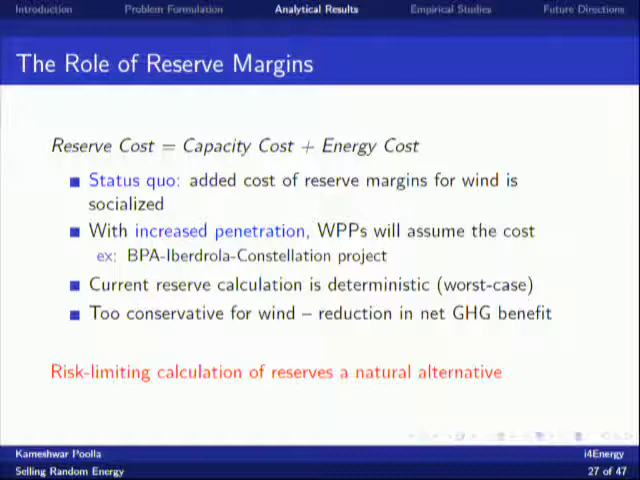 Introduction Problem Formulation Analytical Results Empirical Studies Future Directions
The Role of Reserve Margins
Reserve Cost = Capacity Cost + Energy Cost
Status quo: added cost of reserve margins for wind is
socialized
With increased penetration, WPPs will assume the cost
ex: BPA-Iberdrola-Constellation project
Current reserve calculation is deterministic (worst-case)
Too conservative for wind – reduction in net GHG benefit
Risk-limiting calculation of reserves a natural alternative
Kameshwar Poolla i4Energy
Selling Random Energy 27 of 47